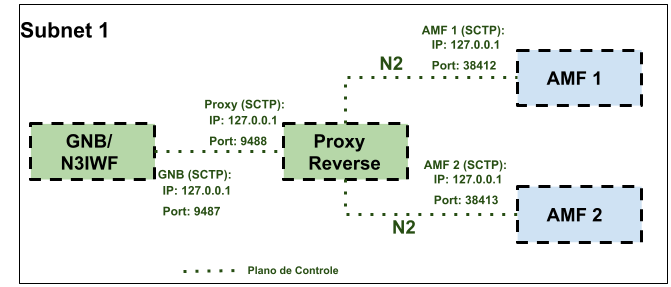 Subnet 1
AMF 1 (SCTP):
IP: 127.0.0.1
Port: 38412
N2
AMF 1
Proxy (SCTP):
IP: 127.0.0.1
Port: 9488
GNB/
N3IWF
Proxy
Reverse
GNB (SCTP):
IP: 127.0.0.1
Port: 9487
AMF 2 (SCTP):
IP: 127.0.0.1
Port: 38413
N2
AMF 2
Plano de Controle